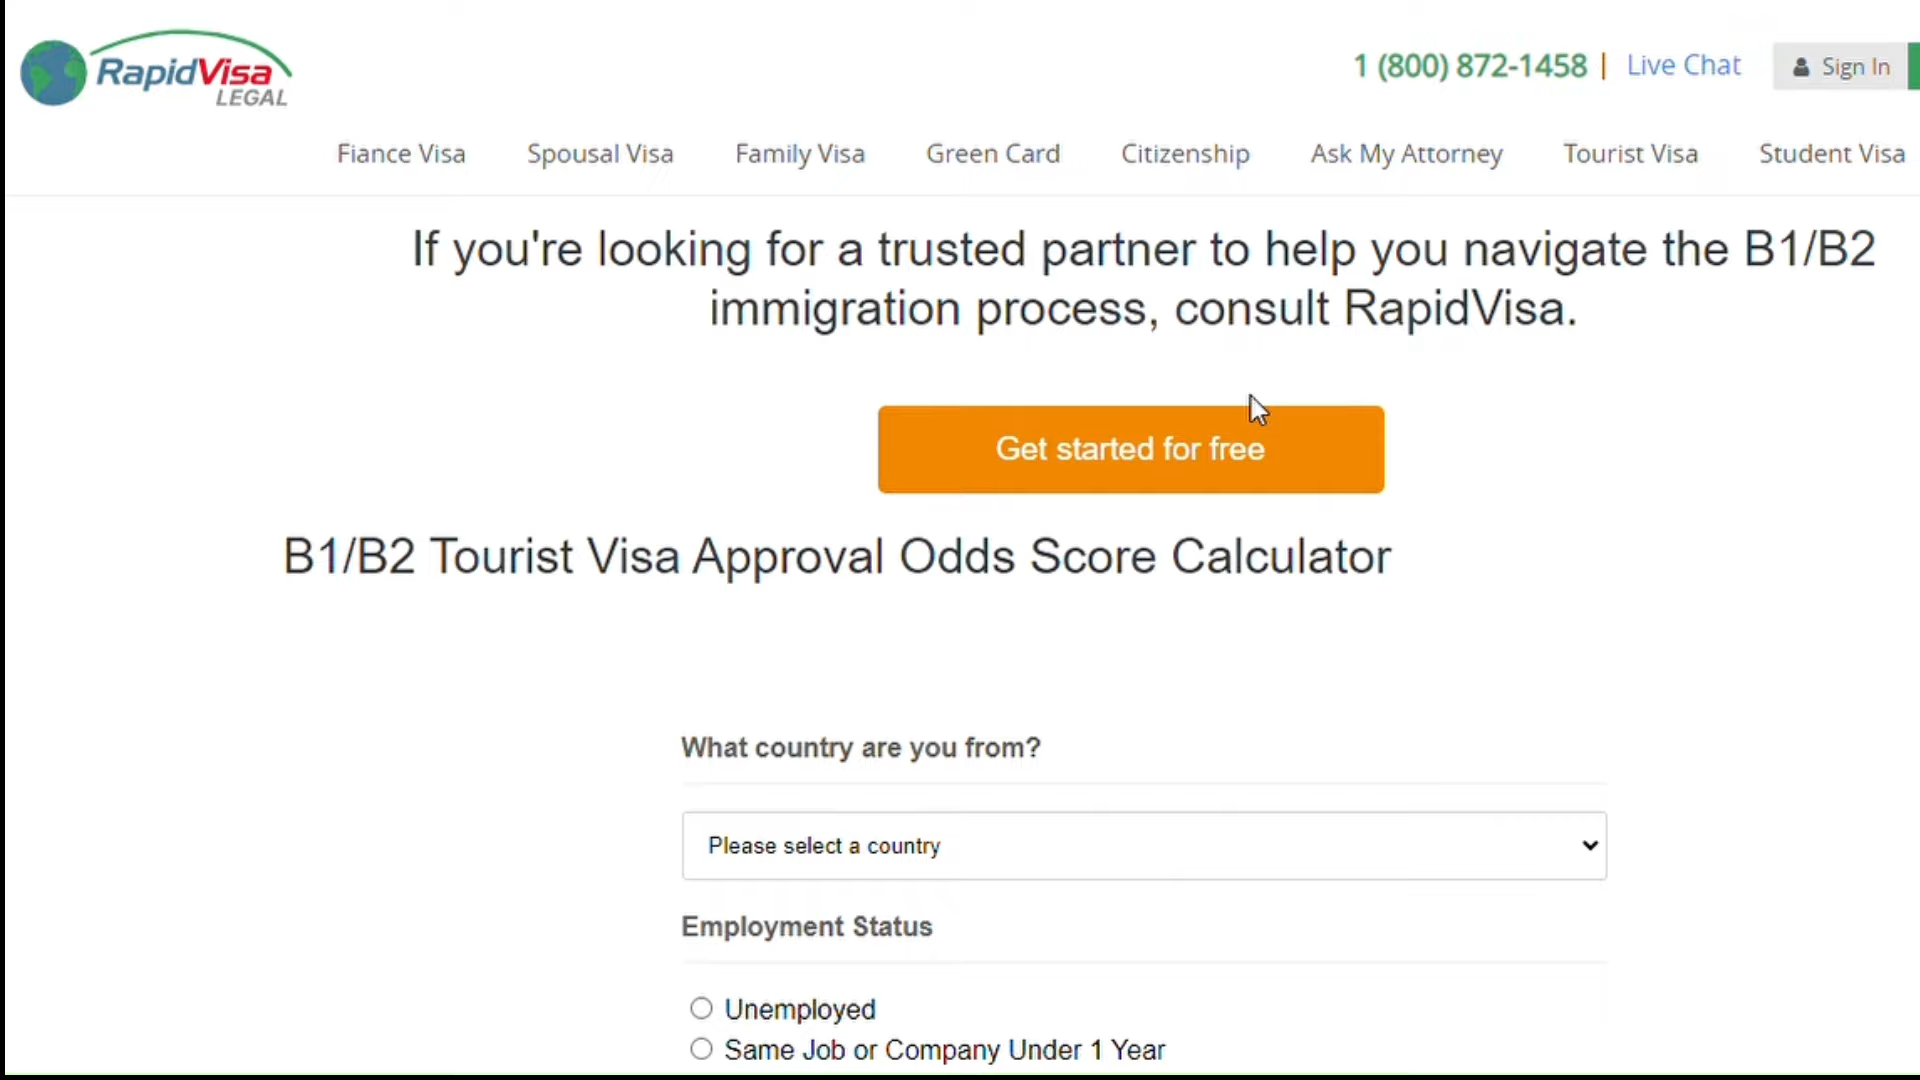 RapidVisa
LEGAL
1 (800) 872-1458 | Live Chat Sign In
Fiance Visa Spousal Visa Family Visa Green Card Citizenship Ask My Attorney Tourist Visa Student Visa
If you're looking for a trusted partner to help you navigate the B1/B2
immigration process, consult RapidVisa.
Get started for free
B1/B2 Tourist Visa Approval Odds Score Calculator
What country are you from?
Please select a country
Employment Status
Unemployed
Same Job or Company Under 1 Year